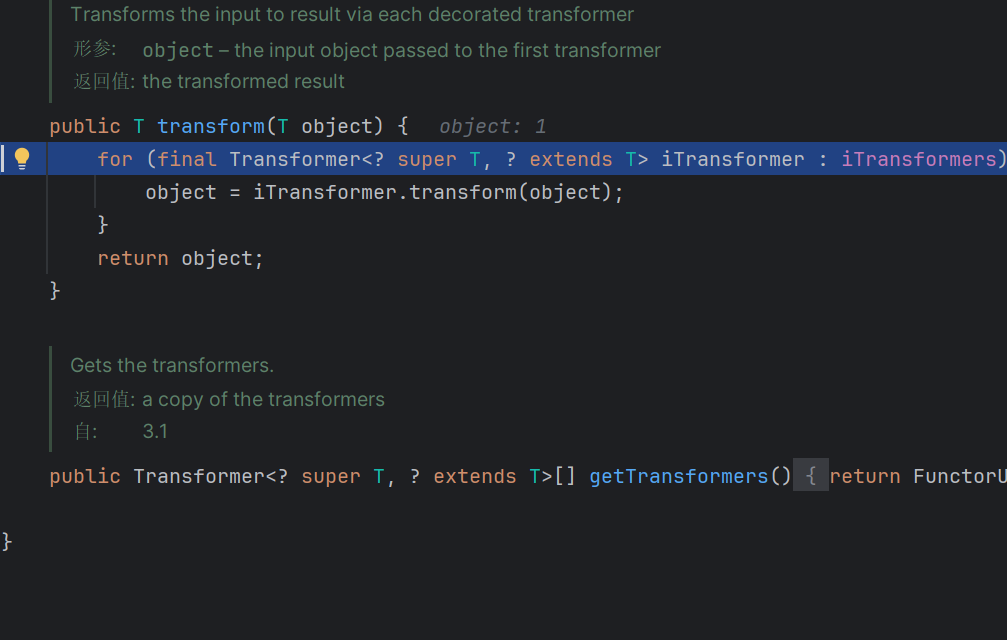 Transforms the input to result via each decorated transformer
形参: object – the input object passed to the first transformer
返回值: the transformed result
public T transform(T object) { object: 1
for (final Transformer<? super T, ? extends T> iTransformer : iTransformers)
object = iTransformer.transform(object);
}
return object;
}
Gets the transformers.
返回值: a copy of the transformers
自: 3.1
public Transformer<? super T, ? extends T>[] getTransformers() { return FunctorU
}